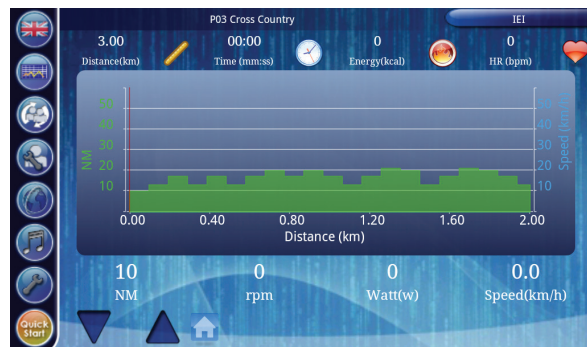 P03 Cross Country
IEI
3.00
00:00
0
0
Distance(km)
Time (mm:ss)
Energy(kcal)
HR (bpm)
50
40
30
20
10
NM
50
40
30
20
10
Speed (km/h)
0.00 0.40 0.80 1.20 1.60 2.00
Distance (km)
10
0
0
0.0
NM
rpm
Watt(w)
Speed(km/h)
Quick
Start